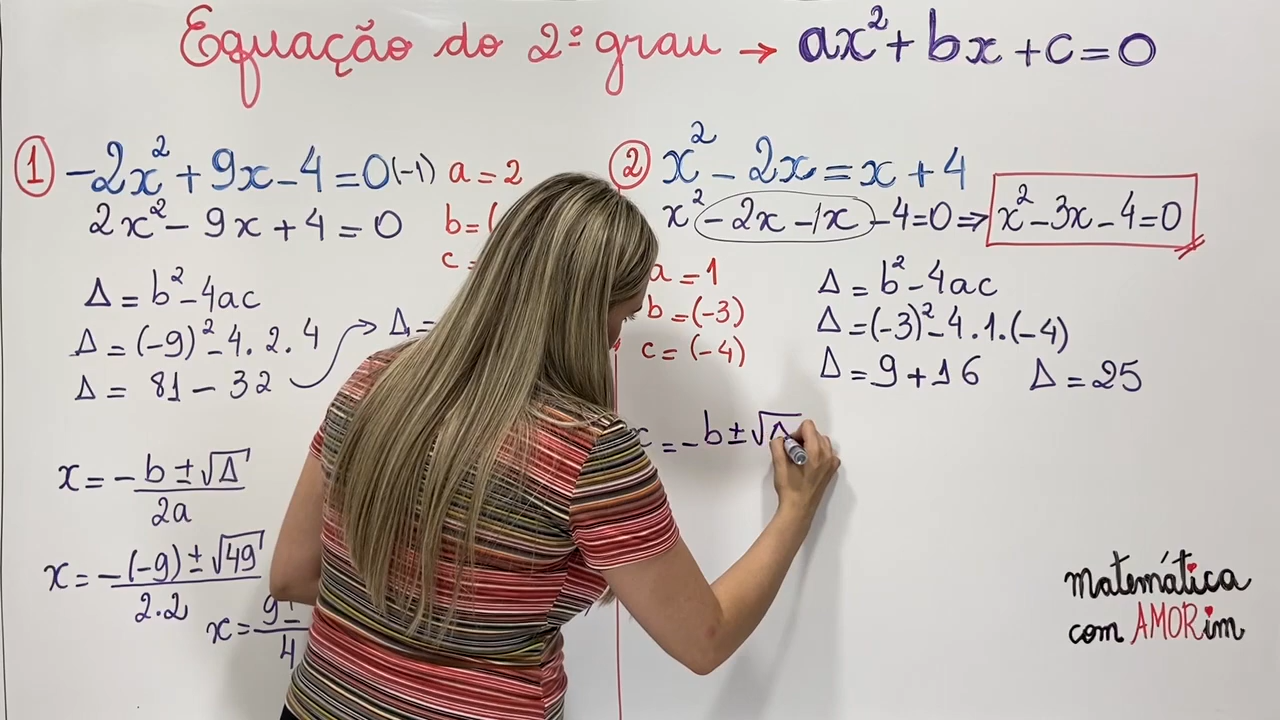 Equação do 2º grau → ax² + bx + c = 0
1 -2x² + 9x - 4 = 0 (-1)
2x² - 9x + 4 = 0
a = 2
b = (
c =
Δ = b² - 4ac
Δ = (-9)² - 4 . 2 . 4
Δ = 81 - 32
Δ =
x = -b ± √Δ
2a
x = -(-9) ± √49
2.2
x = 9
4
2 x² - 2x = x + 4
x² - 2x - 1x - 4 = 0 ⇒ x² - 3x - 4 = 0
a = 1
b = (-3)
c = (-4)
Δ = b² - 4ac
Δ = (-3)² - 4 . 1 . (-4)
Δ = 9 + 16 Δ = 25
x = -b ± √Δ
matemática
com AMORim